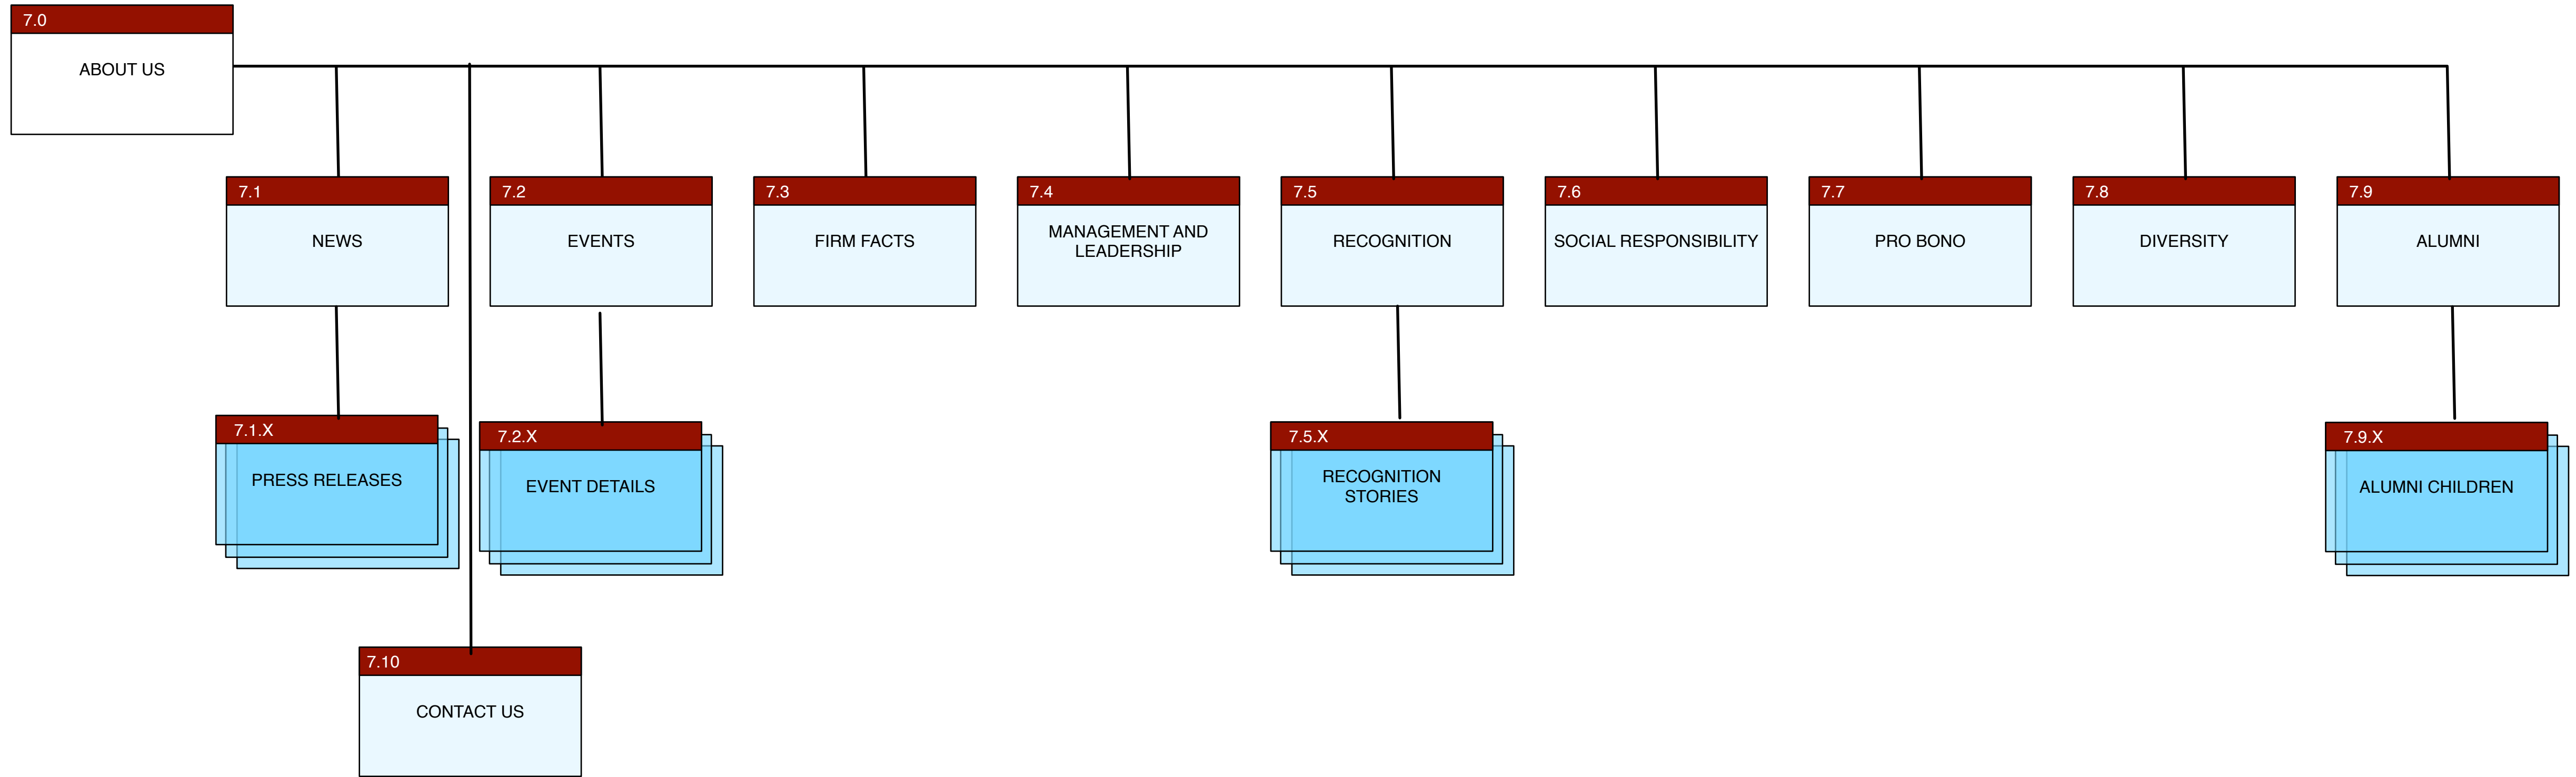 7.0
ABOUT US
7.1
NEWS
7.2
EVENTS
7.3
FIRM FACTS
7.4
MANAGEMENT AND
LEADERSHIP
7.5
RECOGNITION
7.6
SOCIAL RESPONSIBILITY
7.7
PRO BONO
7.8
DIVERSITY
7.9
ALUMNI
7.1.X
PRESS RELEASES
7.2.X
EVENT DETAILS
7.5.X
RECOGNITION
STORIES
7.9.X
ALUMNI CHILDREN
7.10
CONTACT US